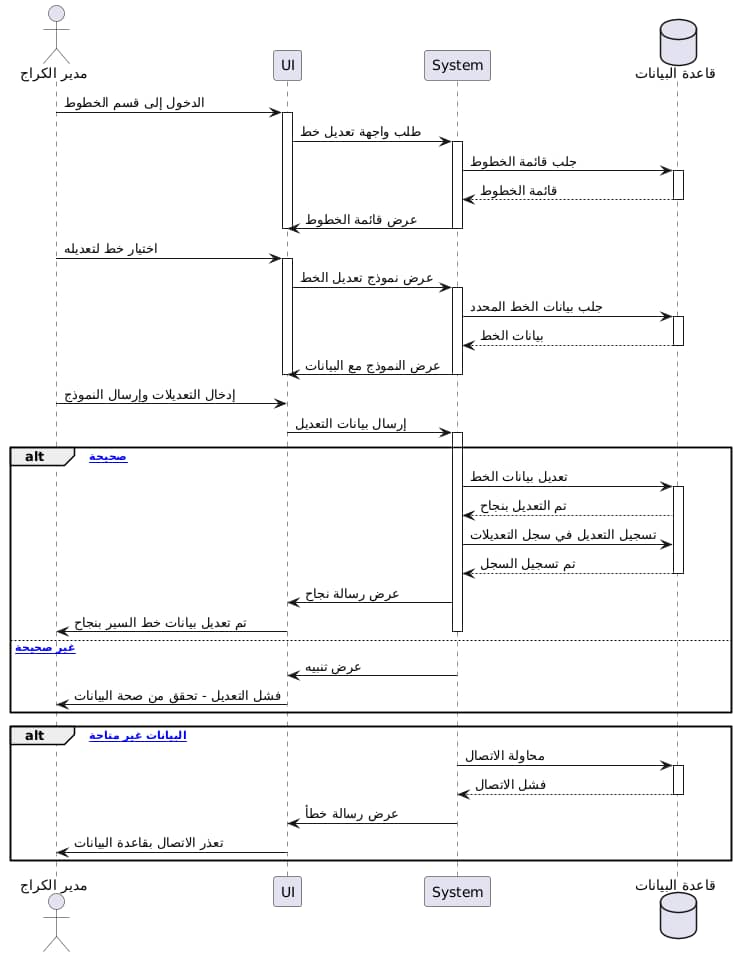 مدير الكراج
UI
System
قاعدة البيانات
الدخول إلى قسم الخطوط
طلب واجهة تعديل خط
جلب قائمة الخطوط
قائمة الخطوط
عرض قائمة الخطوط
اختيار خط لتعديله
عرض نموذج تعديل الخط
جلب بيانات الخط المحدد
بيانات الخط
عرض النموذج مع البيانات
إدخال التعديلات وإرسال النموذج
إرسال بيانات التعديل
alt
صحيحة
تعديل بيانات الخط
تم التعديل بنجاح
تسجيل التعديل في سجل التعديلات
تم تسجيل السجل
عرض رسالة نجاح
تم تعديل بيانات خط السير بنجاح
غير صحيحة
عرض تنبيه
فشل التعديل - تحقق من صحة البيانات
alt
البيانات غير متاحة
محاولة الاتصال
فشل الاتصال
عرض رسالة خطأ
تعذر الاتصال بقاعدة البيانات
مدير الكراج
UI
System
قاعدة البيانات